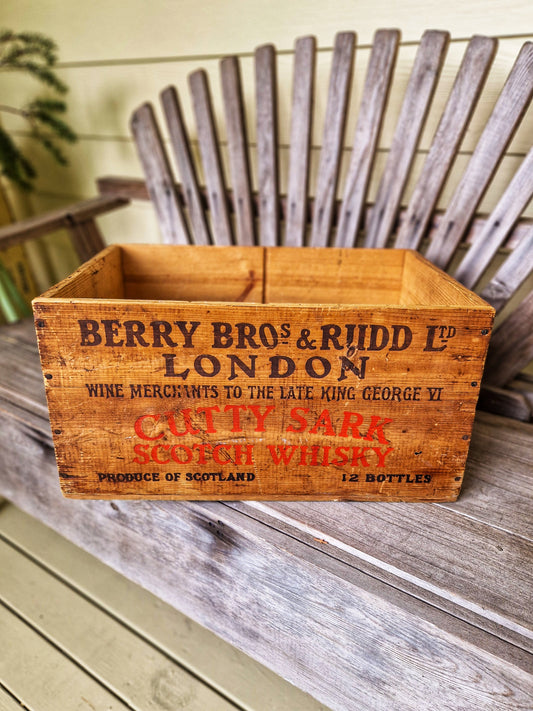 BERRY BROS & RUDD LTD
LONDON
WINE MERCHANTS TO THE LATE KING GEORGE VI
CUTTY SARK
SCOTCH WHISKY
PRODUCE OF SCOTLAND 12 BOTTLES